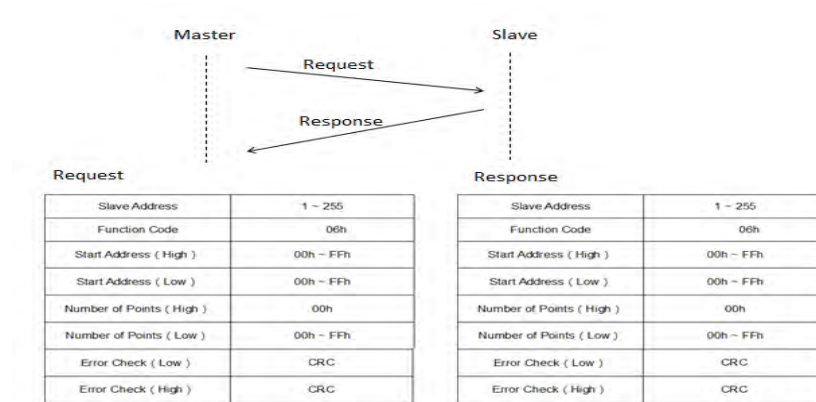 Master Slave
Request
Response
Request
Slave Address 1 ~ 255
Function Code 06h
Start Address ( High ) 00h ~ FFh
Start Address ( Low ) 00h ~ FFh
Number of Points ( High ) 00h
Number of Points ( Low ) 00h ~ FFh
Error Check ( Low ) CRC
Error Check ( High ) CRC
Response
Slave Address 1 ~ 255
Function Code 06h
Start Address ( High ) 00h ~ FFh
Start Address ( Low ) 00h ~ FFh
Number of Points ( High ) 00h
Number of Points ( Low ) 00h ~ FFh
Error Check ( Low ) CRC
Error Check ( High ) CRC